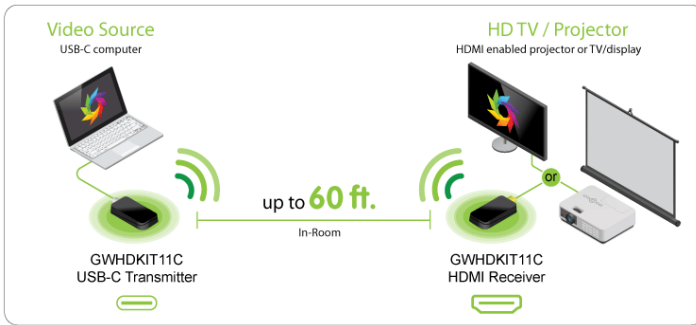 Video Source
USB-C computer
HD TV / Projector
HDMI enabled projector or TV/display
or
up to 60 ft.
In-Room
GWHDKIT11C
USB-C Transmitter
GWHDKIT11C
HDMI Receiver